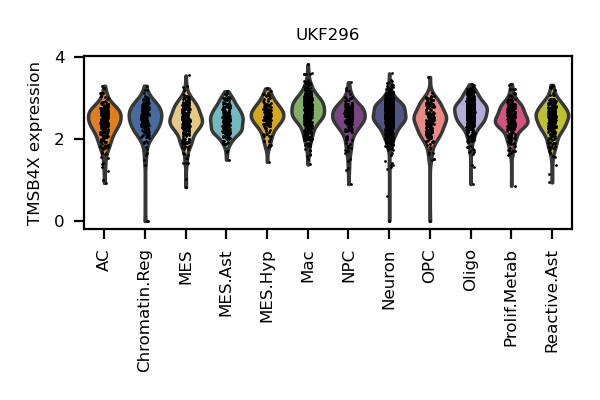 UKF296
TMSB4X expression
4
2
0
AC
Chromatin.Reg
MES
MES.Ast
MES.Hyp
Mac
NPC
Neuron
OPC
Oligo
Prolif.Metab
Reactive.Ast